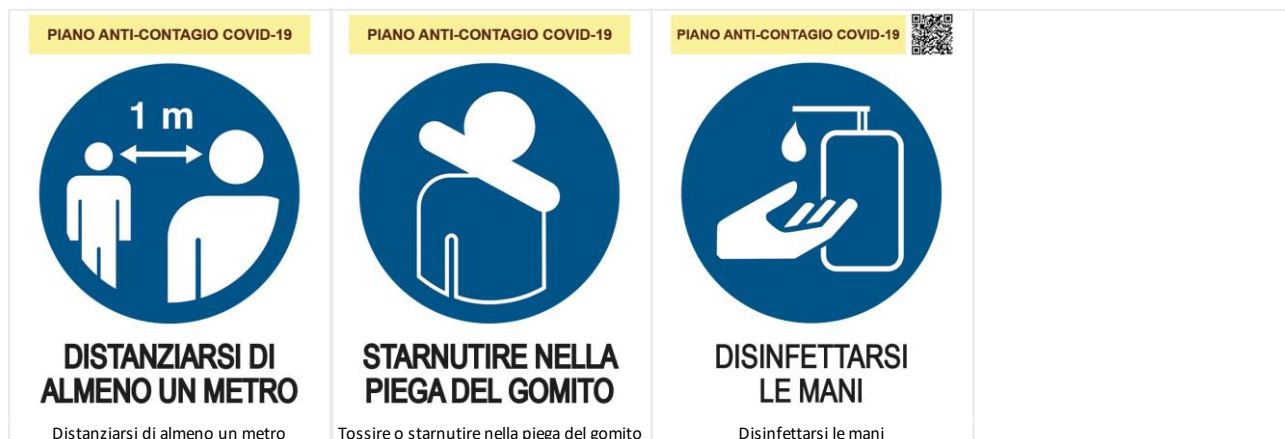 PIANO ANTI-CONTAGIO COVID-19
1 m
DISTANZIARSI DI
ALMENO UN METRO
Distanziarsi di almeno un metro
PIANO ANTI-CONTAGIO COVID-19
STARNUTIRE NELLA
PIEGA DEL GOMITO
Tossire o starnutire nella piega del gomito
PIANO ANTI-CONTAGIO COVID-19
DISINFETTARSI
LE MANI
Disinfettarsi le mani